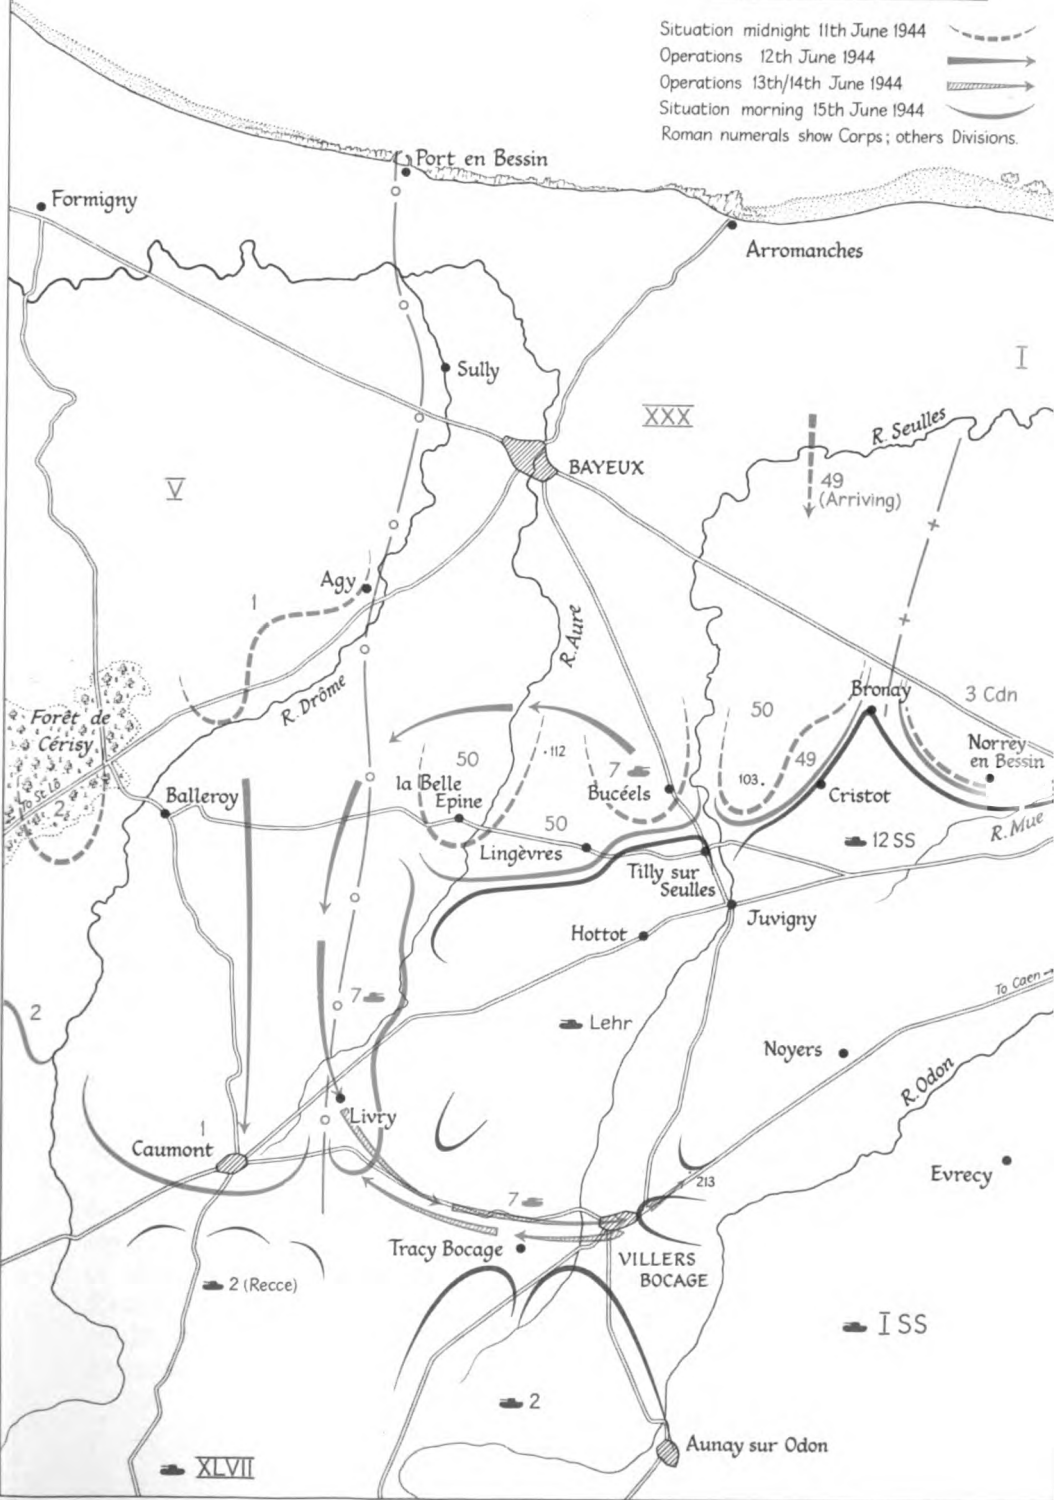 Situation midnight 11th June 1944
Operations 12th June 1944
Operations 13th/14th June 1944
Situation morning 15th June 1944
Roman numerals show Corps; others Divisions.
Port en Bessin
Formigny
Arromanches
I
Sully
XXX
R. Seulles
BAYEUX
V
49
(Arriving)
Agy
1
R. Aure
R. Drôme
Bronay
3 Cdn
50
Forêt de
Cérisy
Norrey
en Bessin
112
50
7
49
103
la Belle
Epine
Bucéels
Cristot
To St. Lô
2
Balleroy
50
R. Mue
12 SS
Lingèvres
Tilly sur
Seulles
Juvigny
Hottot
To Caen
7
2
Lehr
Noyers
R. Odon
Livry
1
Caumont
Evrecy
213
7
Tracy Bocage
VILLERS
BOCAGE
2 (Recce)
I SS
2
Aunay sur Odon
XLVII